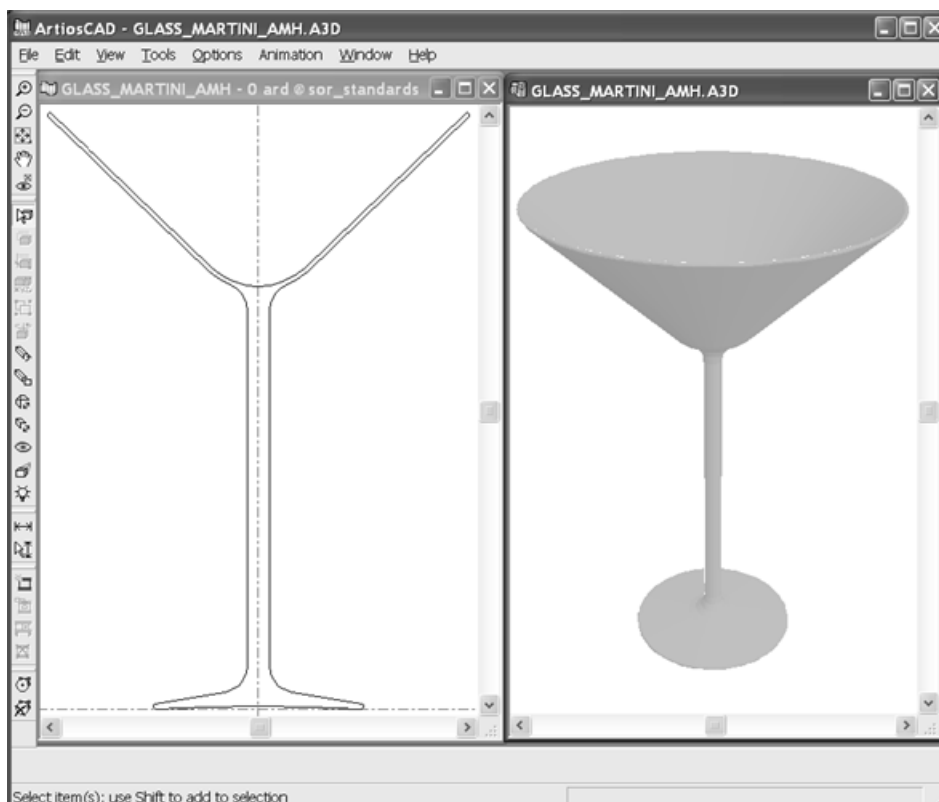 ArtiosCAD - GLASS_MARTINI_AMH.A3D
File Edit View Tools Options Animation Window Help
GLASS_MARTINI_AMH - 0 ard @ sor_standards
GLASS_MARTINI_AMH.A3D
Select item(s); use Shift to add to selection